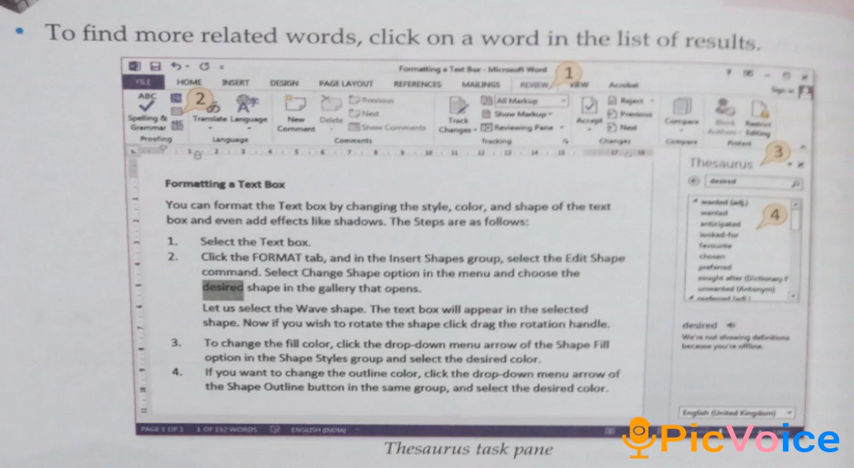 • To find more related words, click on a word in the list of results.
Formatting a Text Box - Microsoft Word
1
FILE HOME INSERT DESIGN PAGE LAYOUT REFERENCES MAILINGS REVIEW VIEW Acrobat
Sign in
ABC
2
Spelling &
Grammar
Translate Language
New
Comment
Delete
Previous
Next
Show Comments
Track
Changes
All Markup
Show Markup
Reviewing Pane
Accept
Reject
Previous
Next
Compare
Block
Authors
Restrict
Editing
Proofing Language Comments Tracking Changes Compare Protect
3
Thesaurus
desired
4
wanted (adj.)
wanted
anticipated
looked-for
favourite
chosen
preferred
sought after (Dictionary F
unwanted (Antonym)
preferred (adj.)
desired
We're not showing definitions
because you're offline.
English (United Kingdom)
Formatting a Text Box
You can format the Text box by changing the style, color, and shape of the text
box and even add effects like shadows. The Steps are as follows:
1. Select the Text box.
2. Click the FORMAT tab, and in the Insert Shapes group, select the Edit Shape
command. Select Change Shape option in the menu and choose the
desired shape in the gallery that opens.
Let us select the Wave shape. The text box will appear in the selected
shape. Now if you wish to rotate the shape click drag the rotation handle.
3. To change the fill color, click the drop-down menu arrow of the Shape Fill
option in the Shape Styles group and select the desired color.
4. If you want to change the outline color, click the drop-down menu arrow of
the Shape Outline button in the same group, and select the desired color.
PAGE 1 OF 1 1 OF 132 WORDS ENGLISH (INDIA)
Thesaurus task pane
PicVoice